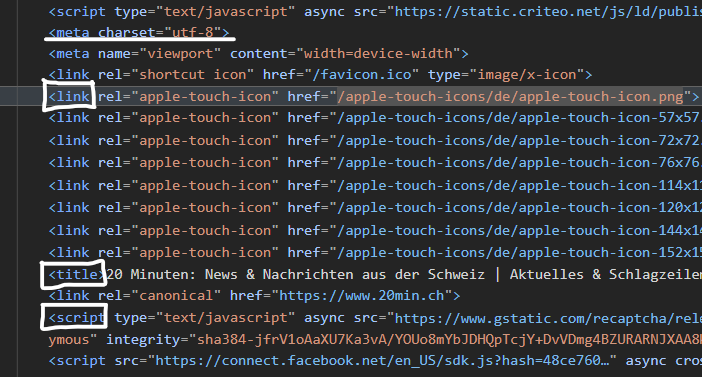 <script type="text/javascript" async src="https://static.criteo.net/js/ld/publis
<meta charset="utf-8">
<meta name="viewport" content="width=device-width">
<link rel="shortcut icon" href="/favicon.ico" type="image/x-icon">
<link rel="apple-touch-icon" href="/apple-touch-icons/de/apple-touch-icon.png">
<link rel="apple-touch-icon" href="/apple-touch-icons/de/apple-touch-icon-57x57.
<link rel="apple-touch-icon" href="/apple-touch-icons/de/apple-touch-icon-72x72.
<link rel="apple-touch-icon" href="/apple-touch-icons/de/apple-touch-icon-76x76.
<link rel="apple-touch-icon" href="/apple-touch-icons/de/apple-touch-icon-114x11
<link rel="apple-touch-icon" href="/apple-touch-icons/de/apple-touch-icon-120x12
<link rel="apple-touch-icon" href="/apple-touch-icons/de/apple-touch-icon-144x14
<link rel="apple-touch-icon" href="/apple-touch-icons/de/apple-touch-icon-152x15
<title>20 Minuten: News & Nachrichten aus der Schweiz | Aktuelles & Schlagzeilen
<link rel="canonical" href="https://www.20min.ch">
<script type="text/javascript" async src="https://www.gstatic.com/recaptcha/rele
ymous" integrity="sha384-jfrV1oAaXU7Ka3vA/YOUo8mYbJDHQpTcjY+DvVDmg4BZURARNJXAA8
<script src="https://connect.facebook.net/en_US/sdk.js?hash=48ce760…" async cros